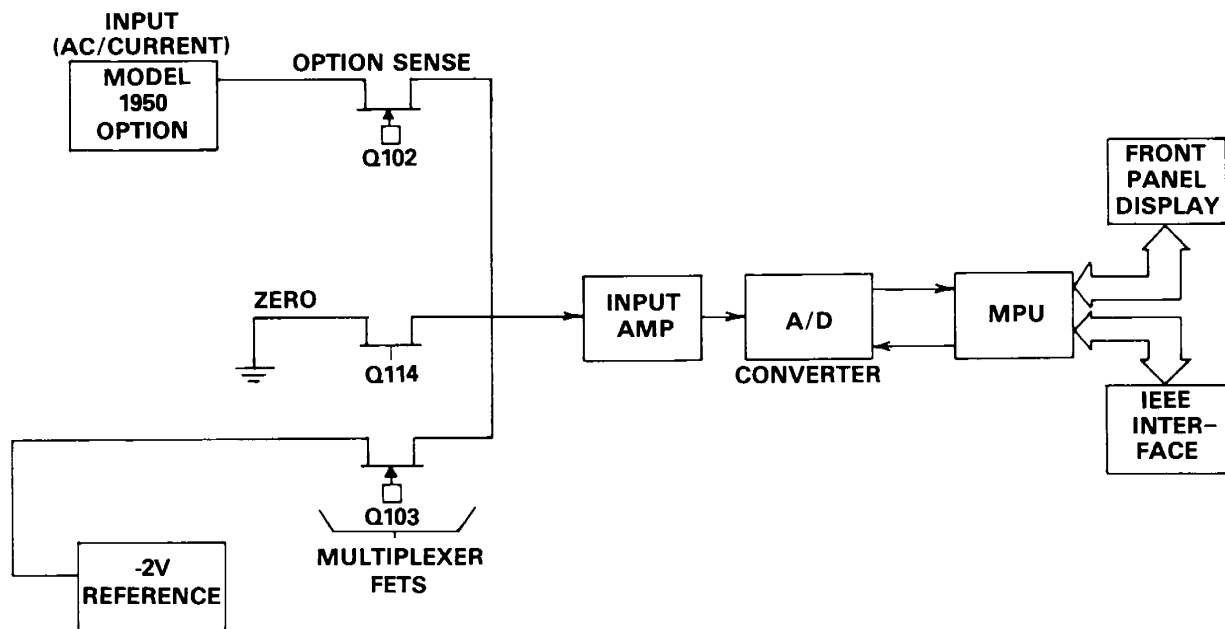 INPUT
(AC/CURRENT)
MODEL
1950
OPTION
OPTION SENSE
Q102
ZERO
Q114
Q103
MULTIPLEXER
FETS
-2V
REFERENCE
INPUT
AMP
A/D
CONVERTER
MPU
FRONT
PANEL
DISPLAY
IEEE
INTER-
FACE